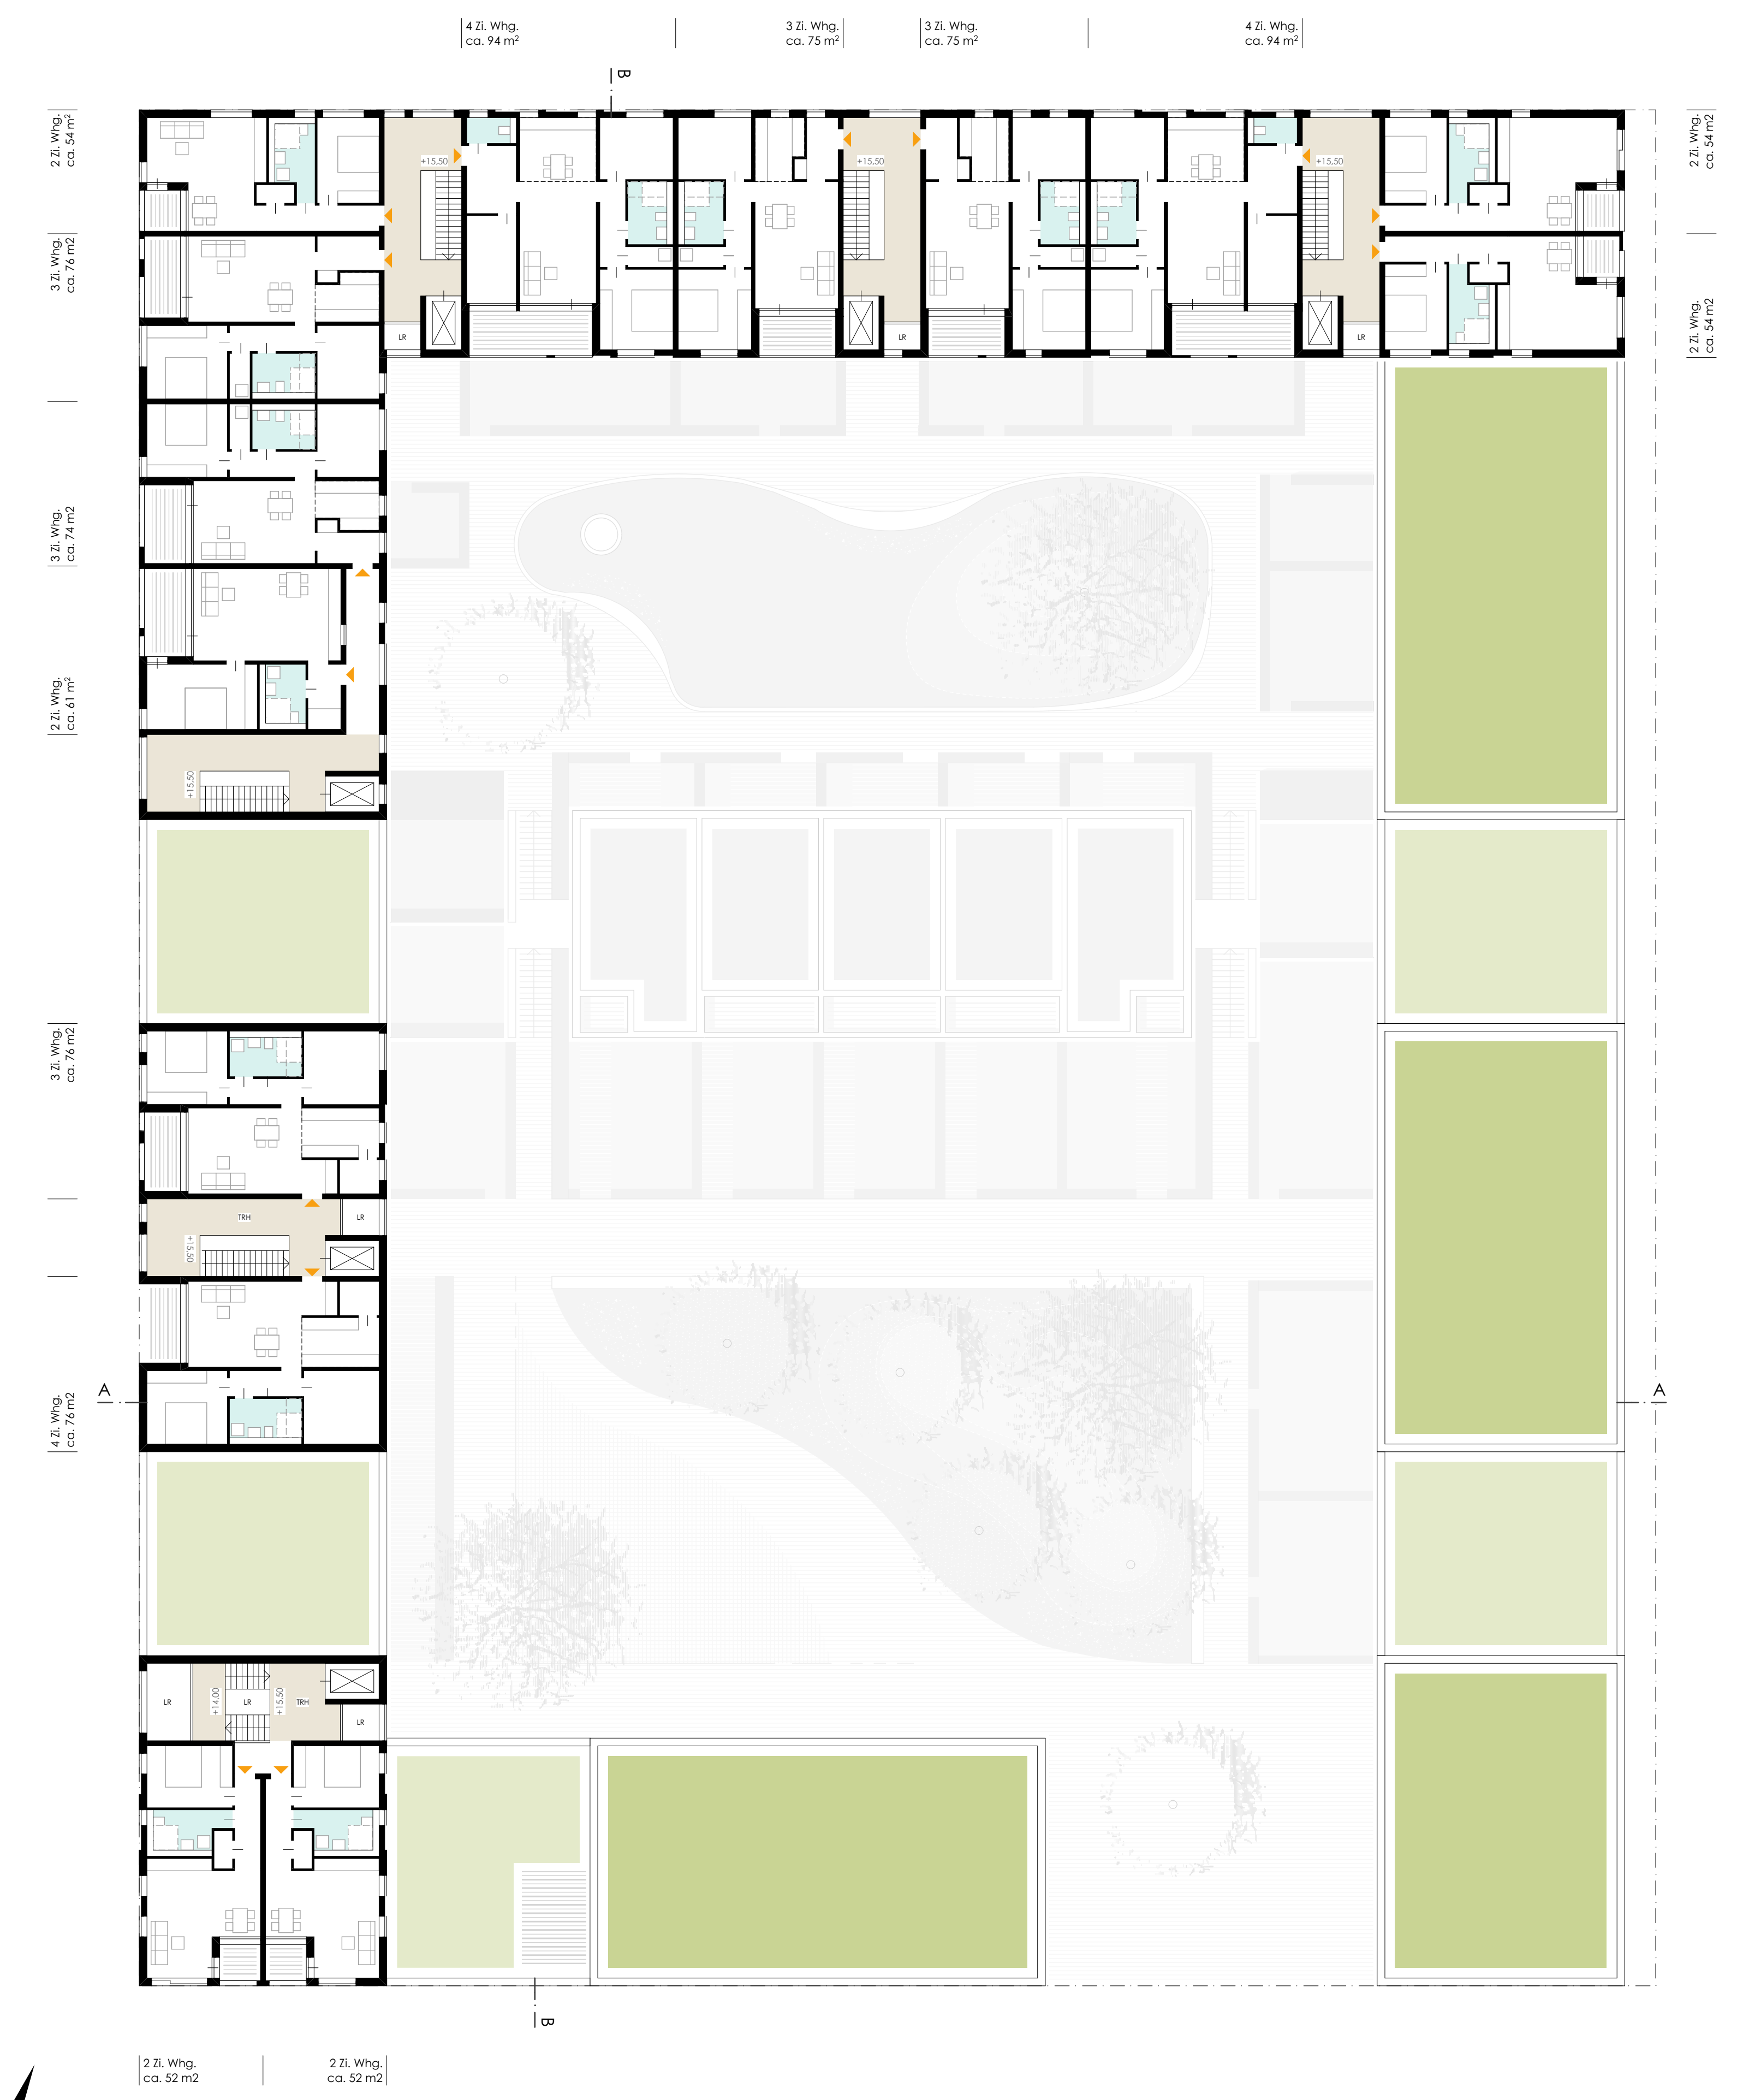 4 Zi. Whg.
ca. 94 m²
3 Zi. Whg.
ca. 75 m²
3 Zi. Whg.
ca. 75 m²
4 Zi. Whg.
ca. 94 m²
B
2 Zi. Whg.
ca. 54 m²
2 Zi. Whg.
ca. 54 m2
+15,50
+15,50
+15,50
3 Zi. Whg.
ca. 76 m2
2 Zi. Whg.
ca. 54 m2
LR
LR
LR
3 Zi. Whg.
ca. 74 m2
2 Zi. Whg.
ca. 61 m²
+15,50
3 Zi. Whg.
ca. 76 m2
TRH
LR
+15,50
A
A
4 Zi. Whg.
ca. 76 m2
LR
+14,00
LR
+15,50
TRH
LR
B
2 Zi. Whg.
ca. 52 m2
2 Zi. Whg.
ca. 52 m2